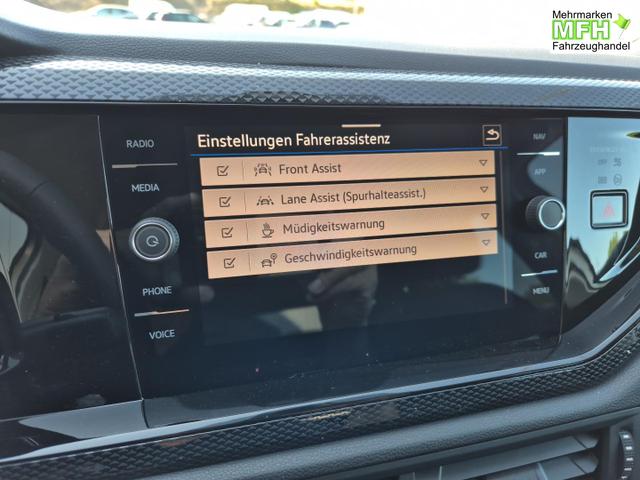 Mehrmarken
MFH
Fahrzeughandel
Einstellungen Fahrerassistenz
Front Assist
Lane Assist (Spurhalteassist.)
Müdigkeitswarnung
Geschwindigkeitswarnung
RADIO
MEDIA
PHONE
VOICE
NAV
APP
CAR
MENU